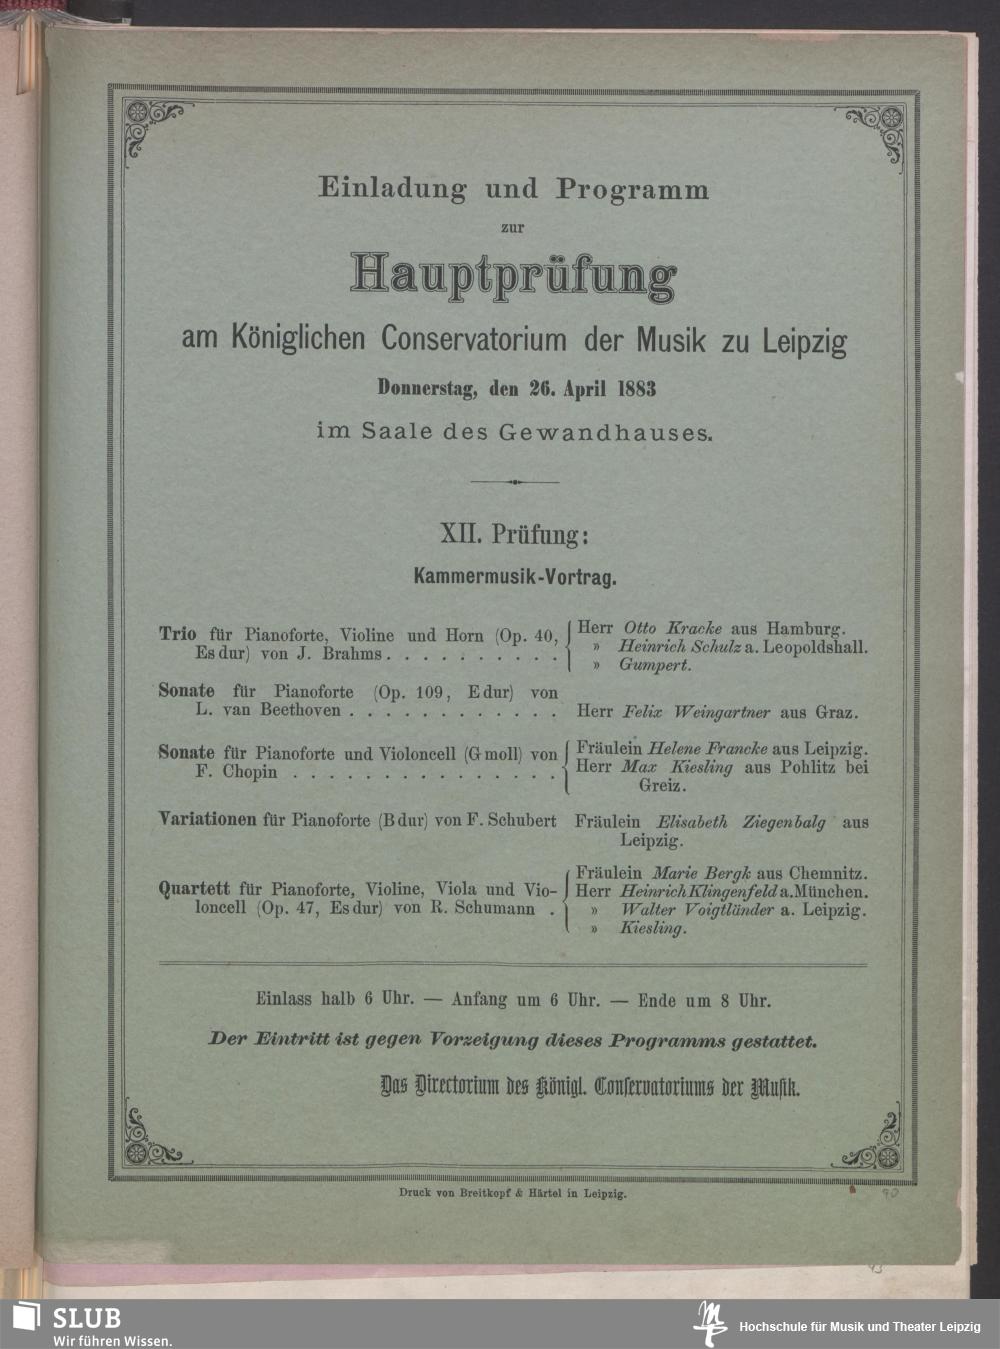 Einladung und Programm
zur
Hauptprüfung
am Königlichen Conservatorium der Musik zu Leipzig
Donnerstag, den 26. April 1883
im Saale des Gewandhauses.
XII. Prüfung:
Kammermusik-Vortrag.
Trio für Pianoforte, Violine und Horn (Op. 40,
Es dur) von J. Brahms . . . . . . . . . .
Herr Otto Kracke aus Hamburg.
» Heinrich Schulz a. Leopoldshall.
» Gumpert.
Sonate für Pianoforte (Op. 109, E dur) von
L. van Beethoven . . . . . . . . . . . . Herr Felix Weingartner aus Graz.
Sonate für Pianoforte und Violoncell (G moll) von
F. Chopin . . . . . . . . . . . . . . .
Fräulein Helene Francke aus Leipzig.
Herr Max Kiesling aus Pohlitz bei
Greiz.
Variationen für Pianoforte (B dur) von F. Schubert Fräulein Elisabeth Ziegenbalg aus
Leipzig.
Quartett für Pianoforte, Violine, Viola und Vio-
loncell (Op. 47, Es dur) von R. Schumann .
Fräulein Marie Bergk aus Chemnitz.
Herr Heinrich Klingenfeld a. München.
» Walter Voigtländer a. Leipzig.
» Kiesling.
Einlass halb 6 Uhr. — Anfang um 6 Uhr. — Ende um 8 Uhr.
Der Eintritt ist gegen Vorzeigung dieses Programms gestattet.
Das Directorium des Königl. Conservatoriums der Musik.
Druck von Breitkopf & Härtel in Leipzig.
90
93
SLUB
Wir führen Wissen.
Hochschule für Musik und Theater Leipzig